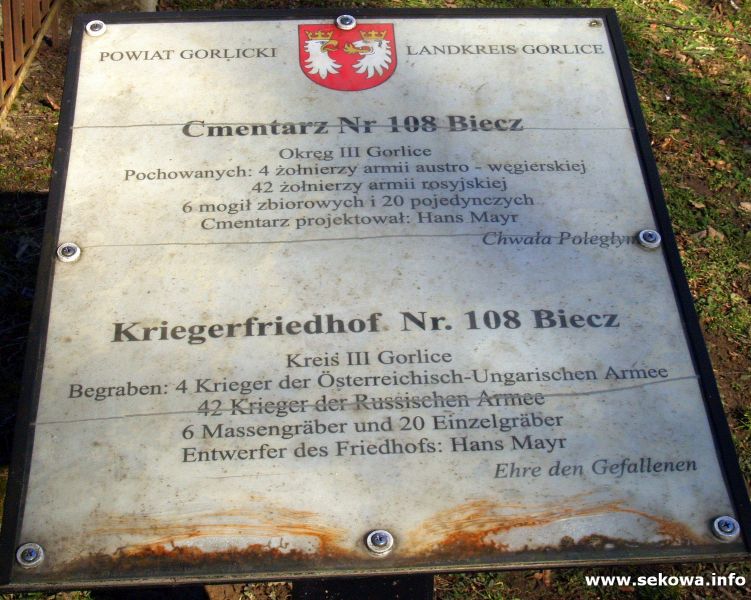 POWIAT GORLICKI LANDKREIS GORLICE
Cmentarz Nr 108 Biecz
Okręg III Gorlice
Pochowanych: 4 żołnierzy armii austro - węgierskiej
42 żołnierzy armii rosyjskiej
6 mogił zbiorowych i 20 pojedynczych
Cmentarz projektował: Hans Mayr
Chwała Poległym
Kriegerfriedhof Nr. 108 Biecz
Kreis III Gorlice
Begraben: 4 Krieger der Österreichisch-Ungarischen Armee
42 Krieger der Russischen Armee
6 Massengräber und 20 Einzelgräber
Entwerfer des Friedhofs: Hans Mayr
Ehre den Gefallenen
www.sekowa.info